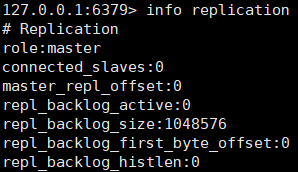 127.0.0.1:6379> info replication
# Replication
role:master
connected_slaves:0
master_repl_offset:0
repl_backlog_active:0
repl_backlog_size:1048576
repl_backlog_first_byte_offset:0
repl_backlog_histlen:0